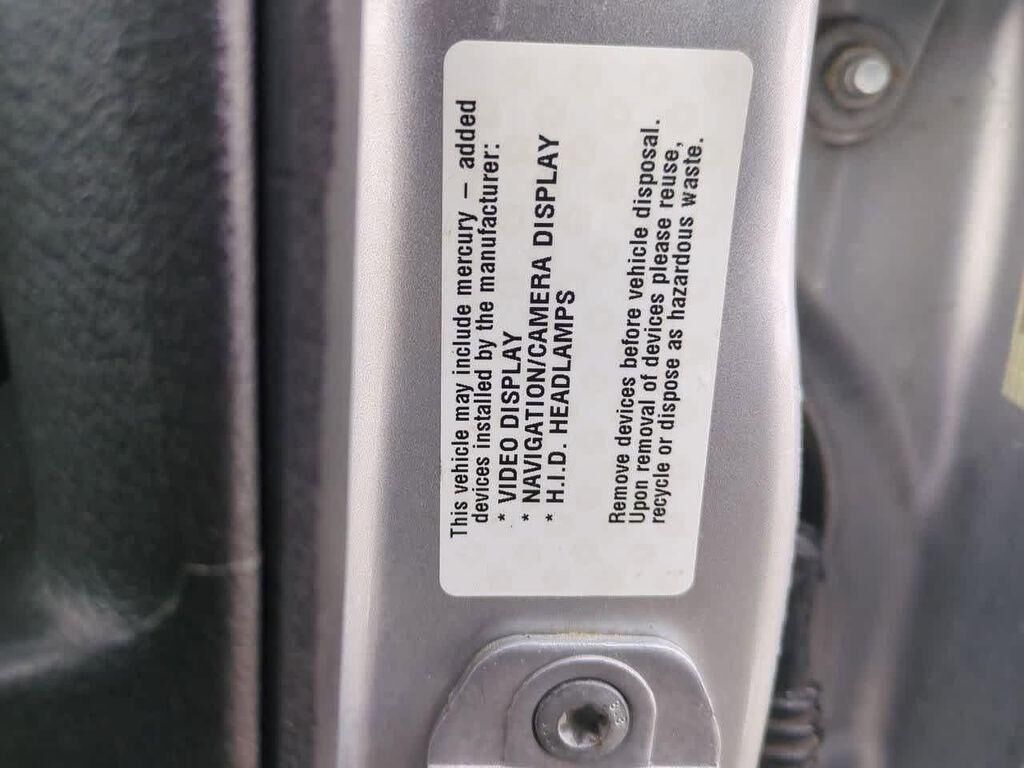 This vehicle may include mercury – added
devices installed by the manufacturer:
* VIDEO DISPLAY
* NAVIGATION/CAMERA DISPLAY
* H.I.D. HEADLAMPS
Remove devices before vehicle disposal.
Upon removal of devices please reuse,
recycle or dispose as hazardous waste.